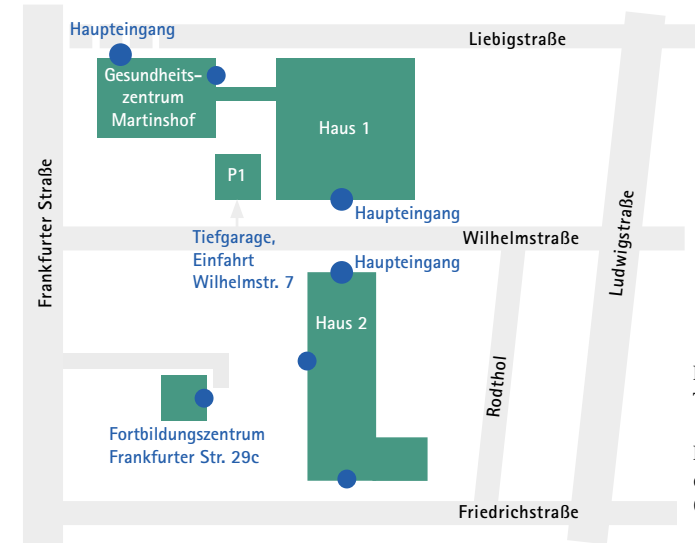 Haupteingang
Liebigstraße
Gesundheits-
zentrum
Martinshof
Haus 1
P1
Haupteingang
Frankfurter Straße
Tiefgarage,
Einfahrt
Wilhelmstr. 7
Wilhelmstraße
Haupteingang
Ludwigstraße
Haus 2
Rodthol
Fortbildungszentrum
Frankfurter Str. 29c
Friedrichstraße